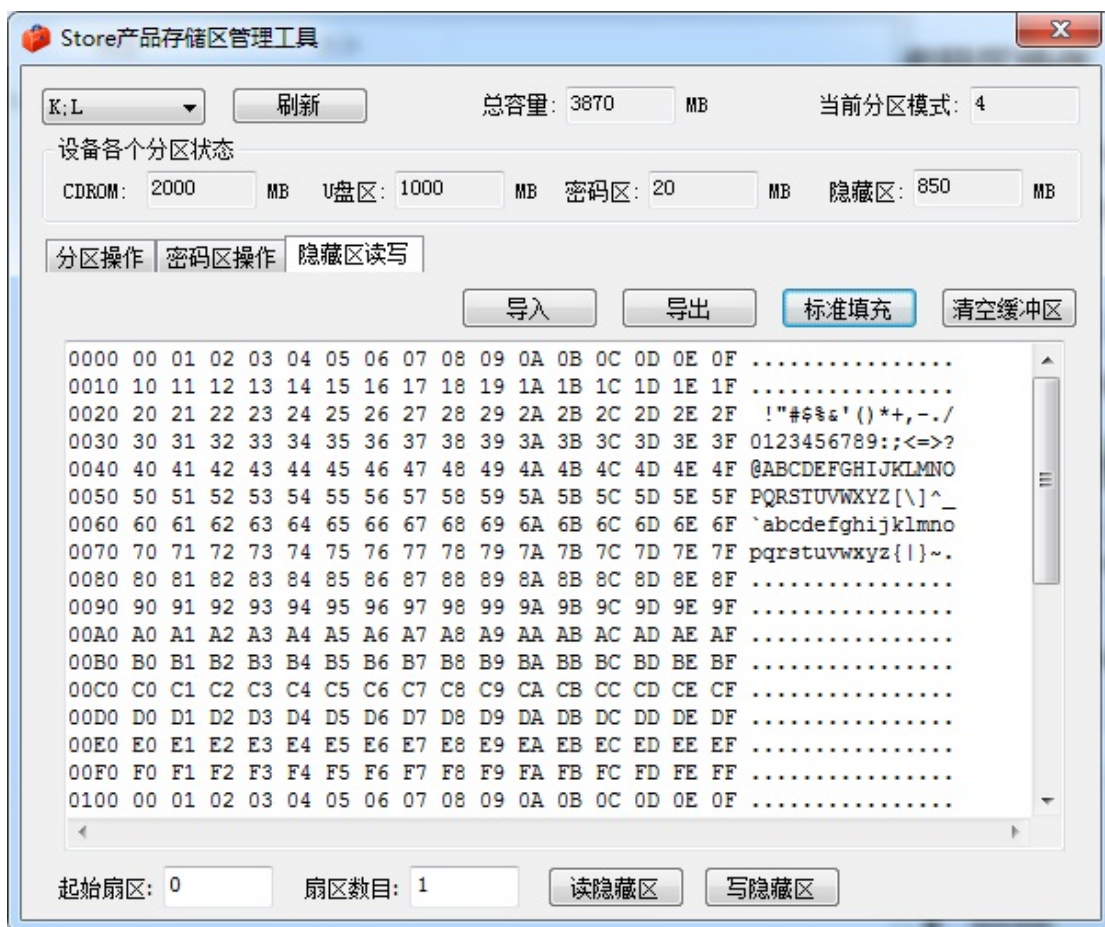 Store产品存储区管理工具
K;L 刷新 总容量: 3870 MB 当前分区模式: 4
设备各个分区状态
CDROM: 2000 MB U盘区: 1000 MB 密码区: 20 MB 隐藏区: 850 MB
分区操作 密码区操作 隐藏区读写
导入 导出 标准填充 清空缓冲区
0000 00 01 02 03 04 05 06 07 08 09 0A 0B 0C 0D 0E 0F ................
0010 10 11 12 13 14 15 16 17 18 19 1A 1B 1C 1D 1E 1F ................
0020 20 21 22 23 24 25 26 27 28 29 2A 2B 2C 2D 2E 2F  !"#$%&'()*+,-./
0030 30 31 32 33 34 35 36 37 38 39 3A 3B 3C 3D 3E 3F 0123456789:;<=>?
0040 40 41 42 43 44 45 46 47 48 49 4A 4B 4C 4D 4E 4F @ABCDEFGHIJKLMNO
0050 50 51 52 53 54 55 56 57 58 59 5A 5B 5C 5D 5E 5F PQRSTUVWXYZ[\]^_
0060 60 61 62 63 64 65 66 67 68 69 6A 6B 6C 6D 6E 6F `abcdefghijklmno
0070 70 71 72 73 74 75 76 77 78 79 7A 7B 7C 7D 7E 7F pqrstuvwxyz{|}~.
0080 80 81 82 83 84 85 86 87 88 89 8A 8B 8C 8D 8E 8F ................
0090 90 91 92 93 94 95 96 97 98 99 9A 9B 9C 9D 9E 9F ................
00A0 A0 A1 A2 A3 A4 A5 A6 A7 A8 A9 AA AB AC AD AE AF ................
00B0 B0 B1 B2 B3 B4 B5 B6 B7 B8 B9 BA BB BC BD BE BF ................
00C0 C0 C1 C2 C3 C4 C5 C6 C7 C8 C9 CA CB CC CD CE CF ................
00D0 D0 D1 D2 D3 D4 D5 D6 D7 D8 D9 DA DB DC DD DE DF ................
00E0 E0 E1 E2 E3 E4 E5 E6 E7 E8 E9 EA EB EC ED EE EF ................
00F0 F0 F1 F2 F3 F4 F5 F6 F7 F8 F9 FA FB FC FD FE FF ................
0100 00 01 02 03 04 05 06 07 08 09 0A 0B 0C 0D 0E 0F ................
起始扇区: 0 扇区数目: 1 读隐藏区 写隐藏区